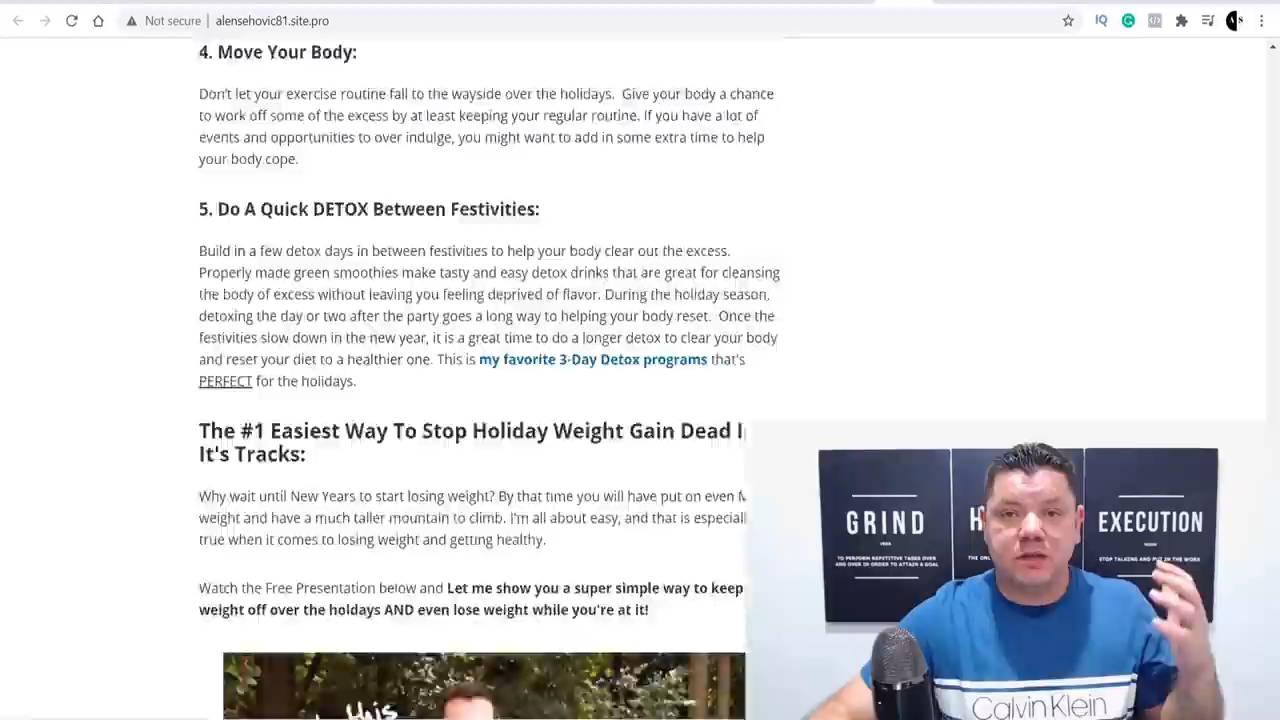 Not secure | alensehovic81.site.pro
4. Move Your Body:
Don't let your exercise routine fall to the wayside over the holidays. Give your body a chance
to work off some of the excess by at least keeping your regular routine. If you have a lot of
events and opportunities to over indulge, you might want to add in some extra time to help
your body cope.
5. Do A Quick DETOX Between Festivities:
Build in a few detox days in between festivities to help your body clear out the excess.
Properly made green smoothies make tasty and easy detox drinks that are great for cleansing
the body of excess without leaving you feeling deprived of flavor. During the holiday season,
detoxing the day or two after the party goes a long way to helping your body reset. Once the
festivities slow down in the new year, it is a great time to do a longer detox to clear your body
and reset your diet to a healthier one. This is my favorite 3-Day Detox programs that's
PERFECT for the holidays.
The #1 Easiest Way To Stop Holiday Weight Gain Dead I
It's Tracks:
Why wait until New Years to start losing weight? By that time you will have put on even
weight and have a much taller mountain to climb. I'm all about easy, and that is especial
true when it comes to losing weight and getting healthy.
Watch the Free Presentation below and Let me show you a super simple way to keep
weight off over the holdays AND even lose weight while you're at it!
this
GRIND
VERB
TO PERFORM REPETITIVE TASKS OVER
AND OVER IN ORDER TO ATTAIN A GOAL
H
THE ONL
EXECUTION
NOUN
STOP TALKING AND PUT IN THE WORK
Calvin Klein